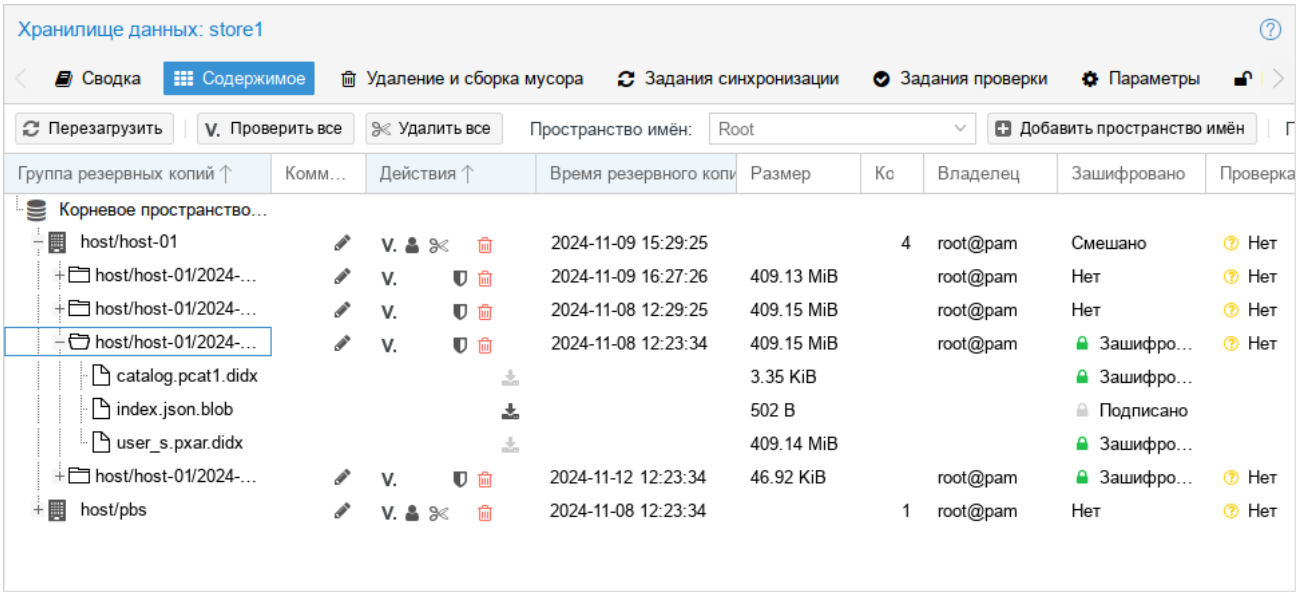 Хранилище данных: store1
Сводка Содержимое Удаление и сборка мусора Задания синхронизации Задания проверки Параметры
Перезагрузить V. Проверить все Удалить все Пространство имён: Root Добавить пространство имён
Группа резервных копий Комм... Действия Время резервного копи Размер Ко Владелец Зашифровано Проверка
Корневое пространство...
host/host-01 V. 2024-11-09 15:29:25 4 root@pam Смешано Нет
host/host-01/2024-... V. 2024-11-09 16:27:26 409.13 MiB root@pam Нет Нет
host/host-01/2024-... V. 2024-11-08 12:29:25 409.15 MiB root@pam Нет Нет
host/host-01/2024-... V. 2024-11-08 12:23:34 409.15 MiB root@pam Зашифро... Нет
catalog.pcat1.didx 3.35 KiB Зашифро...
index.json.blob 502 B Подписано
user_s.pxar.didx 409.14 MiB Зашифро...
host/host-01/2024-... V. 2024-11-12 12:23:34 46.92 KiB root@pam Зашифро... Нет
host/pbs V. 2024-11-08 12:23:34 1 root@pam Нет Нет